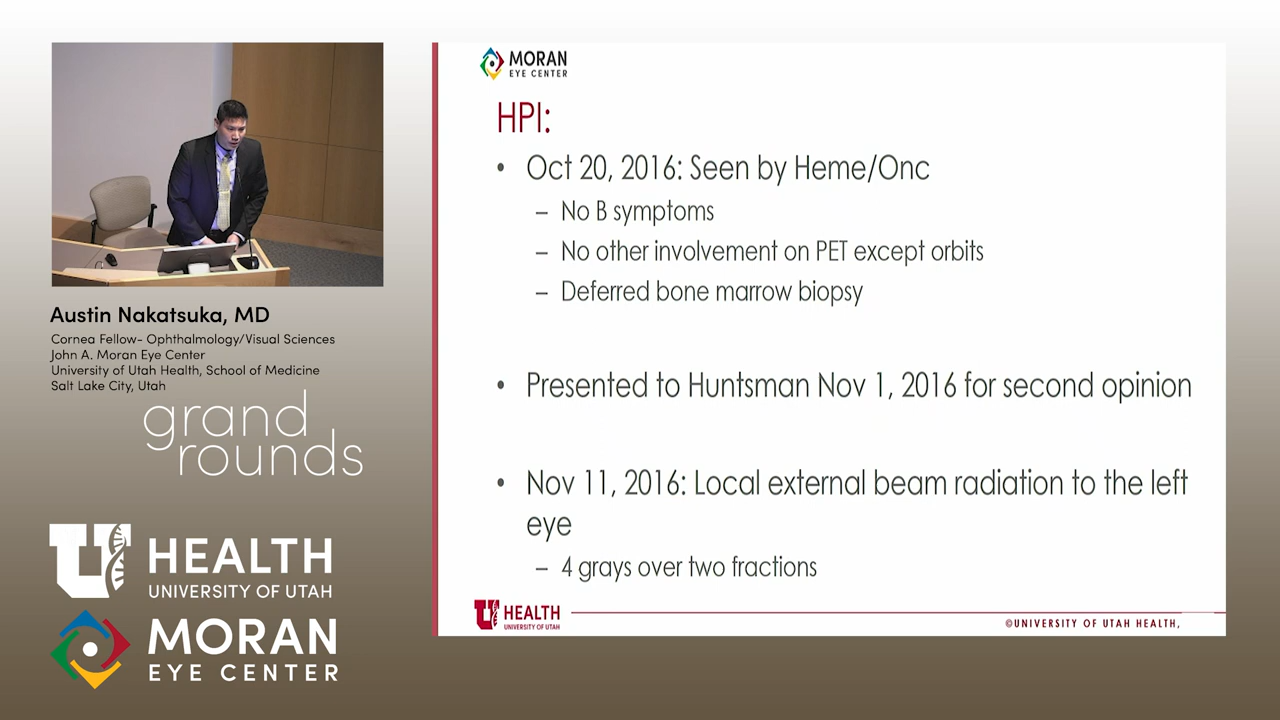 Austin Nakatsuka, MD
Cornea Fellow- Ophthalmology/Visual Sciences
John A. Moran Eye Center
University of Utah Health, School of Medicine
Salt Lake City, Utah
grand
rounds
U HEALTH
UNIVERSITY OF UTAH
MORAN
EYE CENTER
MORAN
EYE CENTER
HPI:
• Oct 20, 2016: Seen by Heme/Onc
– No B symptoms
– No other involvement on PET except orbits
– Deferred bone marrow biopsy
• Presented to Huntsman Nov 1, 2016 for second opinion
• Nov 11, 2016: Local external beam radiation to the left
eye
– 4 grays over two fractions
U HEALTH
UNIVERSITY OF UTAH
©UNIVERSITY OF UTAH HEALTH,